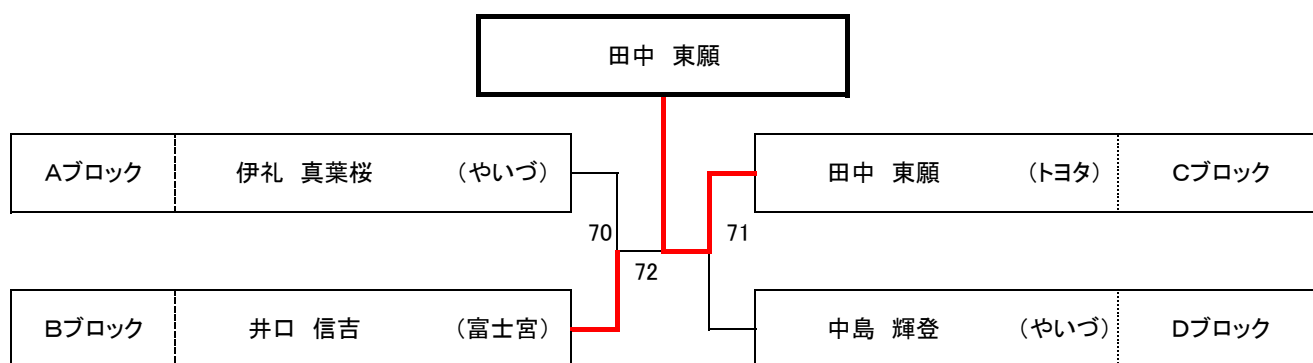 田中　東願
Aブロック 伊礼　真葉桜 （やいづ） 田中　東願 （トヨタ） Cブロック
70 71
72
Bブロック 井口　信吉 （富士宮） 中島　輝登 （やいづ） Dブロック